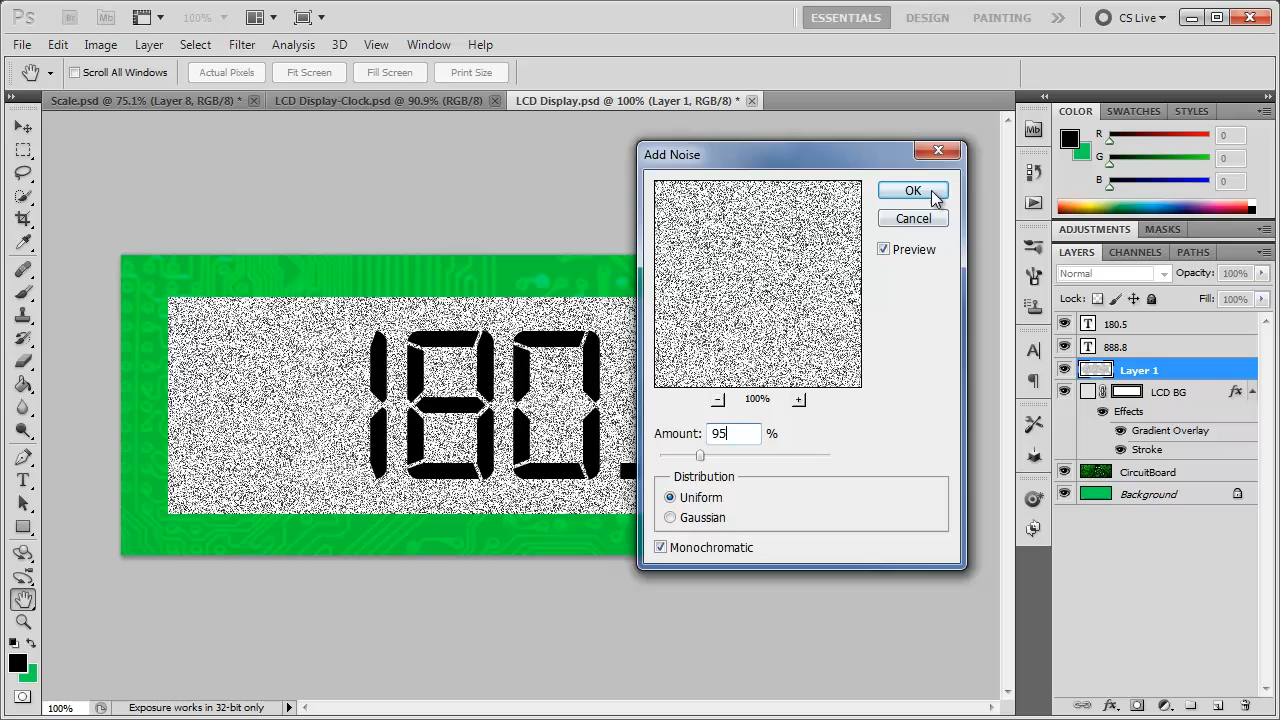 Ps Br Mb 100% ESSENTIALS DESIGN PAINTING CS Live
File Edit Image Layer Select Filter Analysis 3D View Window Help
Scroll All Windows Actual Pixels Fit Screen Fill Screen Print Size
Scale.psd @ 75.1% (Layer 8, RGB/8) * LCD Display-Clock.psd @ 90.9% (RGB/8) LCD Display.psd @ 100% (Layer 1, RGB/8) *
180.
Add Noise
OK
Cancel
Preview
100%
Amount: 95 %
Distribution
Uniform
Gaussian
Monochromatic
Mb
COLOR SWATCHES STYLES
R 0
G 0
B 0
ADJUSTMENTS MASKS
LAYERS CHANNELS PATHS
Normal Opacity: 100%
Lock: Fill: 100%
T 180.5
T 888.8
Layer 1
LCD BG fx
Effects
Gradient Overlay
Stroke
CircuitBoard
Background
100% Exposure works in 32-bit only